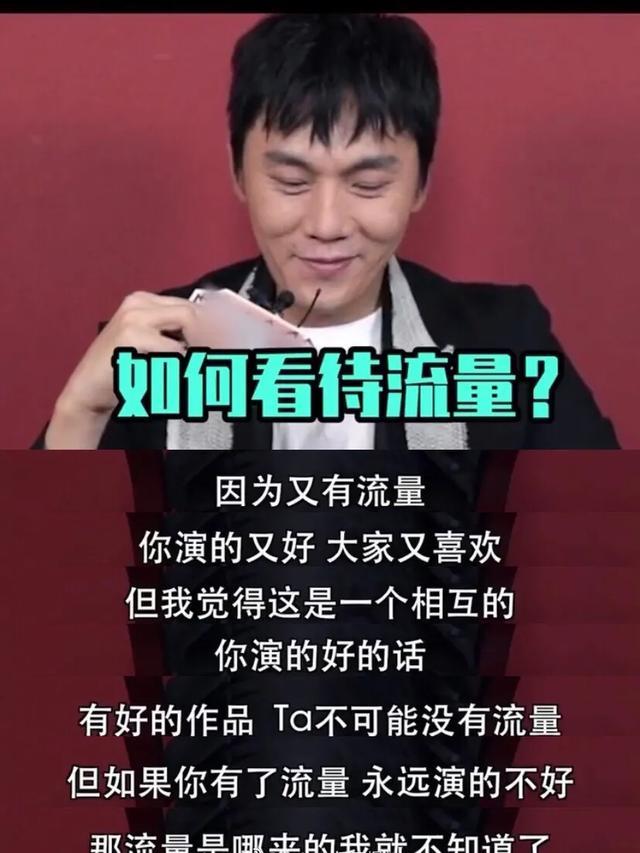 如何看待流量?
因为又有流量
你演的又好 大家又喜欢
但我觉得这是一个相互的
你演的好的话
有好的作品 Ta不可能没有流量
但如果你有了流量 永远演的不好
那流量是哪来的我就不知道了